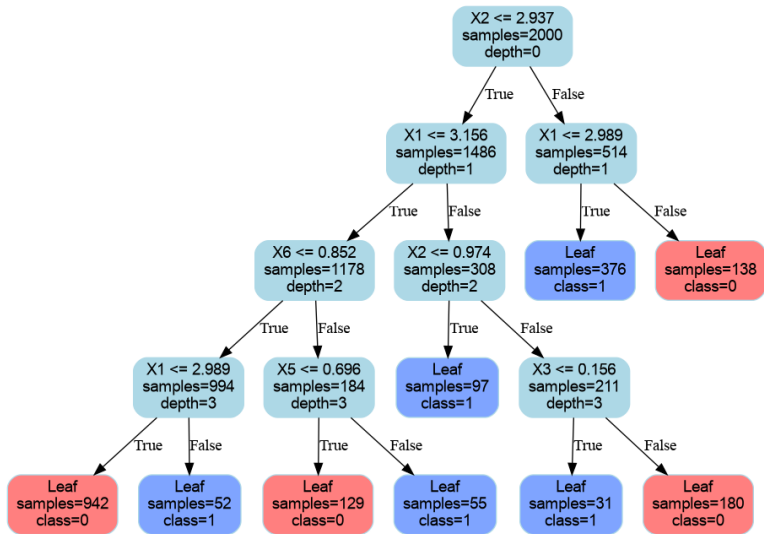 X2 <= 2.937
samples=2000
depth=0
True
False
X1 <= 3.156
samples=1486
depth=1
X1 <= 2.989
samples=514
depth=1
True
False
True
False
X6 <= 0.852
samples=1178
depth=2
X2 <= 0.974
samples=308
depth=2
Leaf
samples=376
class=1
Leaf
samples=138
class=0
True
False
True
False
X1 <= 2.989
samples=994
depth=3
X5 <= 0.696
samples=184
depth=3
Leaf
samples=97
class=1
X3 <= 0.156
samples=211
depth=3
True
False
True
False
True
False
Leaf
samples=942
class=0
Leaf
samples=52
class=1
Leaf
samples=129
class=0
Leaf
samples=55
class=1
Leaf
samples=31
class=1
Leaf
samples=180
class=0